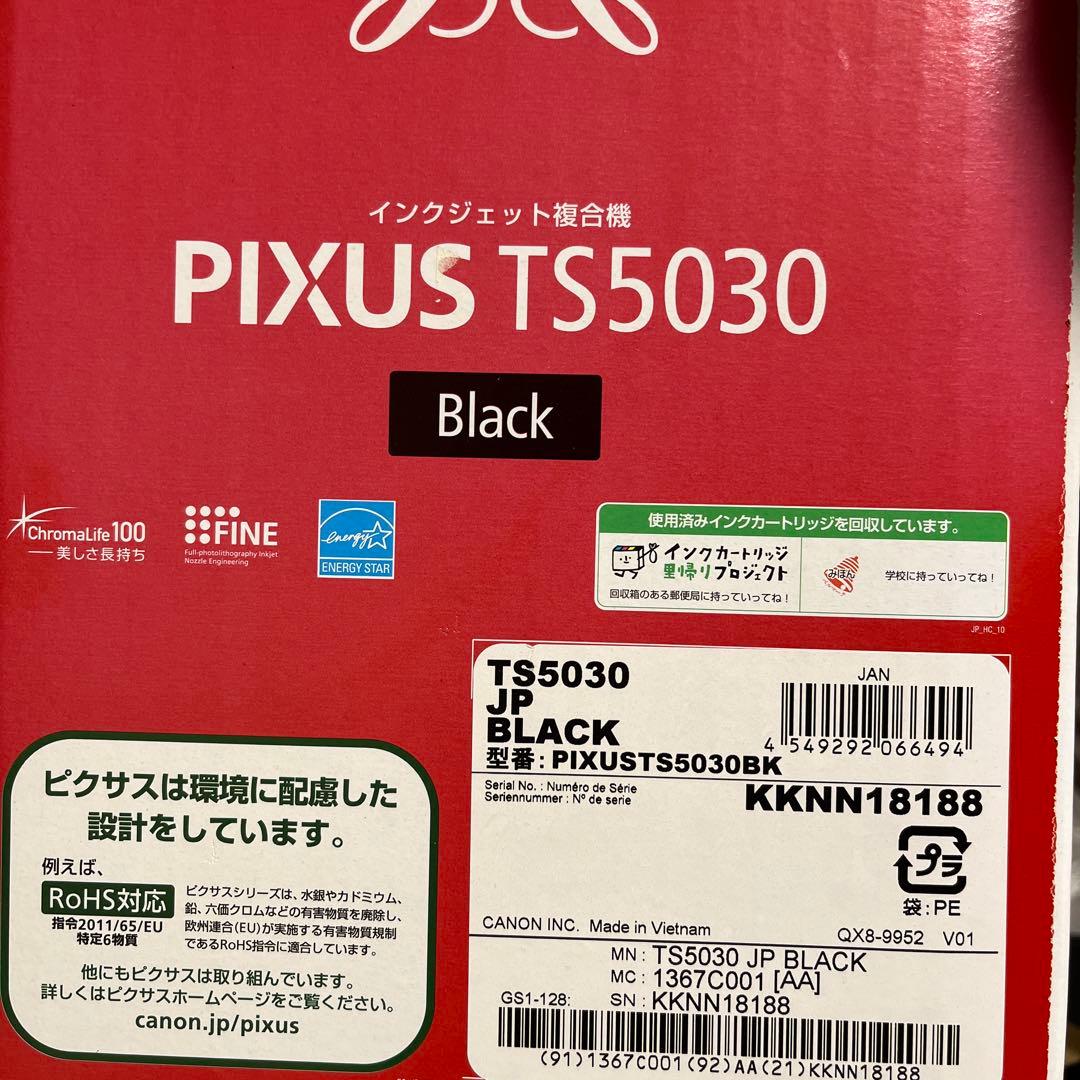 インクジェット複合機
PIXUS TS5030
Black
ChromaLife100
美しさ長持ち
FINE
Full-photolithography Inkjet
Nozzle Engineering
energy
ENERGY STAR
使用済みインクカートリッジを回収しています。
インクカートリッジ
里帰りプロジェクト
回収箱のある郵便局に持っていってね！
みほん
ベルマーク
学校に持っていってね！
JP_HC_10
TS5030
JP
BLACK
型番：PIXUSTS5030BK
JAN
4 549292 066494
Serial No. : Numéro de Série
Seriennummer : Nº de serie
KKNN18188
プラ
袋：PE
CANON INC. Made in Vietnam
QX8-9952 V01
MN : TS5030 JP BLACK
MC : 1367C001 [AA]
GS1-128: SN : KKNN18188
(91)1367C001(92)AA(21)KKNN18188
ピクサスは環境に配慮した
設計をしています。
例えば、
RoHS対応
指令2011/65/EU
特定6物質
ピクサスシリーズは、水銀やカドミウム、
鉛、六価クロムなどの有害物質を廃除し、
欧州連合(EU)が実施する有害物質規制
であるRoHS指令に適合しています。
他にもピクサスは取り組んでいます。
詳しくはピクサスホームページをご覧ください。
canon.jp/pixus